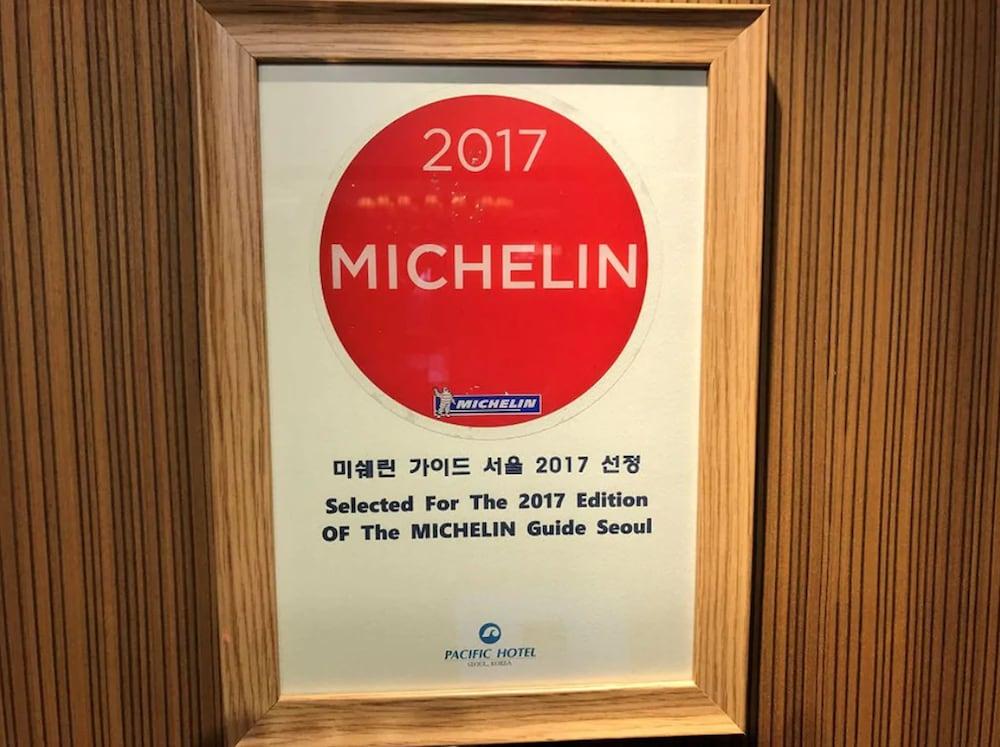 2017
MICHELIN
MICHELIN
미쉐린 가이드 서울 2017 선정
Selected For The 2017 Edition
OF The MICHELIN Guide Seoul
PACIFIC HOTEL
SEOUL, KOREA